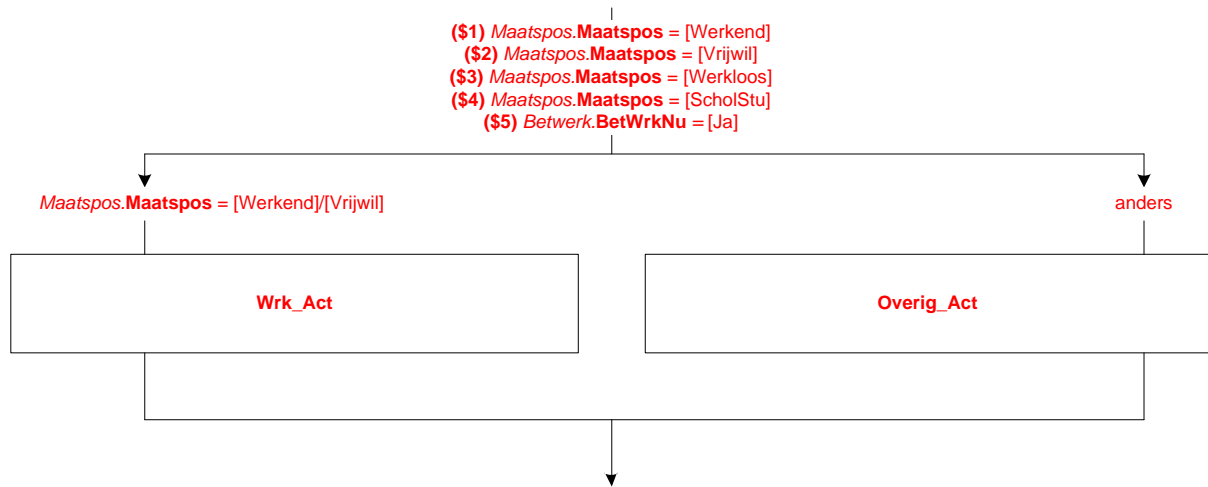 ($1) Maatspos.Maatspos = [Werkend]
($2) Maatspos.Maatspos = [Vrijwil]
($3) Maatspos.Maatspos = [Werkloos]
($4) Maatspos.Maatspos = [ScholStu]
($5) Betwerk.BetWrkNu = [Ja]
Maatspos.Maatspos = [Werkend]/[Vrijwil]
anders
Wrk_Act
Overig_Act